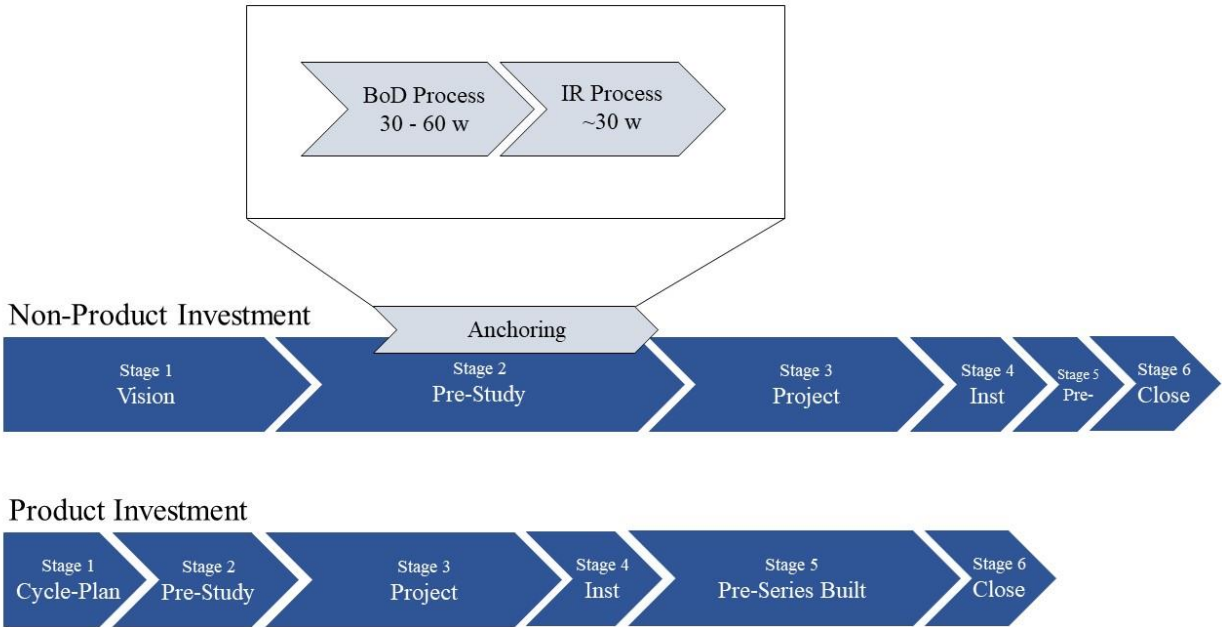 BoD Process
30 - 60 w
IR Process
~30 w
Anchoring
Non-Product Investment
Stage 1
Vision
Stage 2
Pre-Study
Stage 3
Project
Stage 4
Inst
Stage 5
Pre-
Stage 6
Close
Product Investment
Stage 1
Cycle-Plan
Stage 2
Pre-Study
Stage 3
Project
Stage 4
Inst
Stage 5
Pre-Series Built
Stage 6
Close